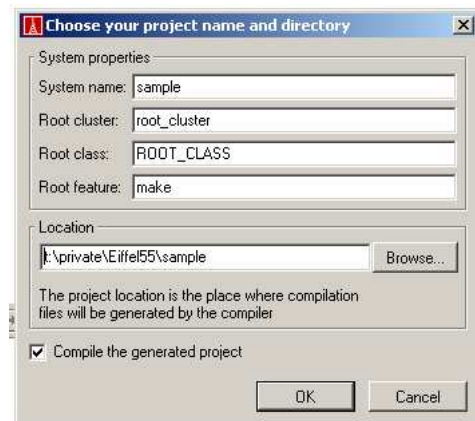 Choose your project name and directory
System properties
System name: sample
Root cluster: root_cluster
Root class: ROOT_CLASS
Root feature: make
Location
t:\private\Eiffel55\sample Browse...
The project location is the place where compilation
files will be generated by the compiler
Compile the generated project
OK Cancel